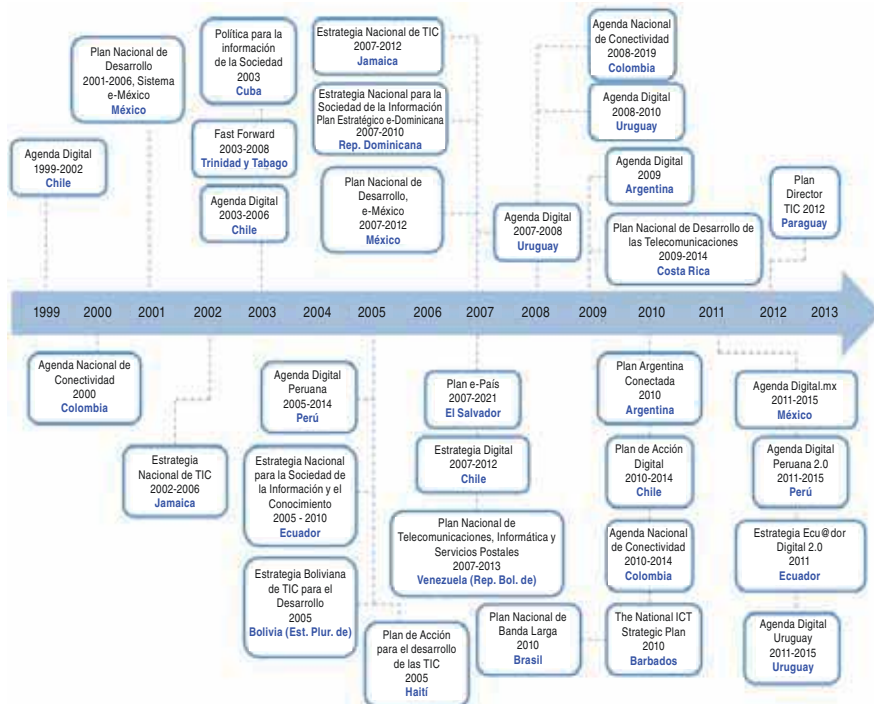 Agenda Digital
1999-2002
Chile
Plan Nacional de
Desarrollo
2001-2006, Sistema
e-México
México
Política para la
información
de la Sociedad
2003
Cuba
Fast Forward
2003-2008
Trinidad y Tabago
Agenda Digital
2003-2006
Chile
Estrategia Nacional de TIC
2007-2012
Jamaica
Estrategia Nacional para la
Sociedad de la Información
Plan Estratégico e-Dominicana
2007-2010
Rep. Dominicana
Plan Nacional de
Desarrollo,
e-México
2007-2012
México
Agenda Digital
2007-2008
Uruguay
Agenda Nacional
de Conectividad
2008-2019
Colombia
Agenda Digital
2008-2010
Uruguay
Agenda Digital
2009
Argentina
Plan Nacional de Desarrollo de
las Telecomunicaciones
2009-2014
Costa Rica
Plan
Director
TIC 2012
Paraguay
1999 2000 2001 2002 2003 2004 2005 2006 2007 2008 2009 2010 2011 2012 2013
Agenda Nacional de
Conectividad
2000
Colombia
Estrategia
Nacional de TIC
2002-2006
Jamaica
Agenda Digital
Peruana
2005-2014
Perú
Estrategia Nacional
para la Sociedad de
la Información y el
Conocimiento
2005 - 2010
Ecuador
Estrategia Boliviana
de TIC para el
Desarrollo
2005
Bolivia (Est. Plur. de)
Plan de Acción
para el desarrollo
de las TIC
2005
Haití
Plan e-País
2007-2021
El Salvador
Estrategia Digital
2007-2012
Chile
Plan Nacional de
Telecomunicaciones, Informática y
Servicios Postales
2007-2013
Venezuela (Rep. Bol. de)
Plan Nacional de
Banda Larga
2010
Brasil
Plan Argentina
Conectada
2010
Argentina
Plan de Acción
Digital
2010-2014
Chile
Agenda Nacional
de Conectividad
2010-2014
Colombia
The National ICT
Strategic Plan
2010
Barbados
Agenda Digital.mx
2011-2015
México
Agenda Digital
Peruana 2.0
2011-2015
Perú
Estrategia Ecu@dor
Digital 2.0
2011
Ecuador
Agenda Digital
Uruguay
2011-2015
Uruguay